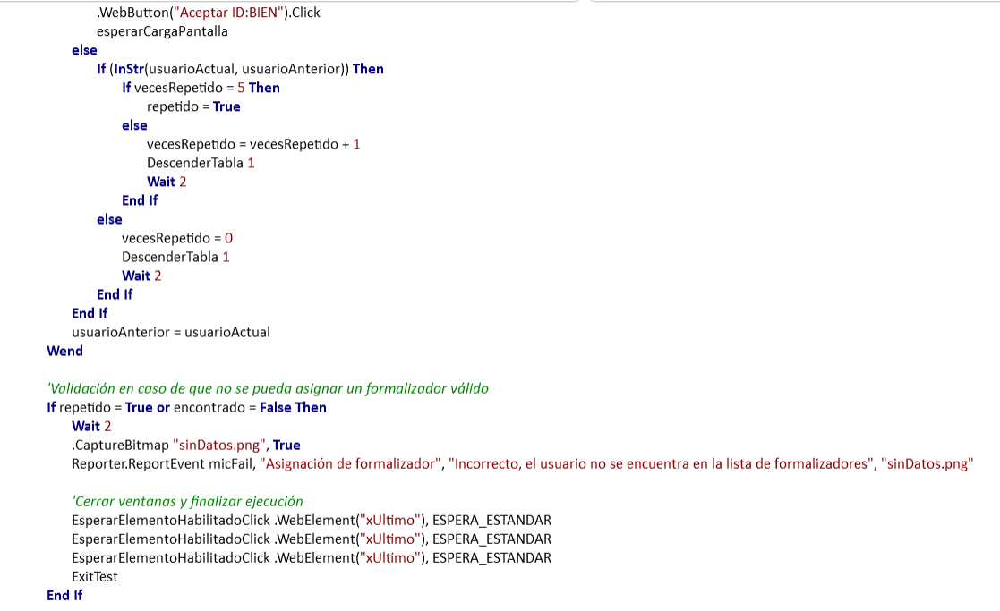 .WebButton("Aceptar ID:BIEN").Click
esperarCargaPantalla
else
If (InStr(usuarioActual, usuarioAnterior)) Then
If vecesRepetido = 5 Then
repetido = True
else
vecesRepetido = vecesRepetido + 1
DescenderTabla 1
Wait 2
End If
else
vecesRepetido = 0
DescenderTabla 1
Wait 2
End If
End If
usuarioAnterior = usuarioActual
Wend
'Validación en caso de que no se pueda asignar un formalizador válido
If repetido = True or encontrado = False Then
Wait 2
.CaptureBitmap "sinDatos.png", True
Reporter.ReportEvent micFail, "Asignación de formalizador", "Incorrecto, el usuario no se encuentra en la lista de formalizadores", "sinDatos.png"
'Cerrar ventanas y finalizar ejecución
EsperarElementoHabilitadoClick .WebElement("xUltimo"), ESPERA_ESTANDAR
EsperarElementoHabilitadoClick .WebElement("xUltimo"), ESPERA_ESTANDAR
EsperarElementoHabilitadoClick .WebElement("xUltimo"), ESPERA_ESTANDAR
ExitTest
End If